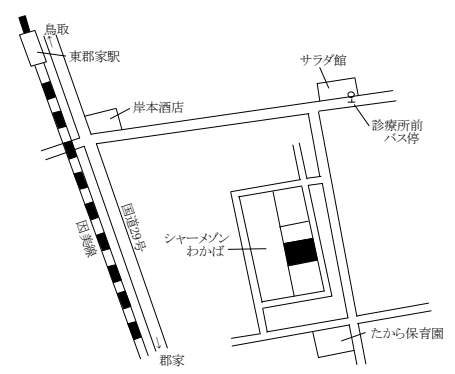 鳥取
東郡家駅
サラダ館
岸本酒店
診療所前
バス停
国道29号
因美線
シャーメゾン
わかば
たから保育園
郡家